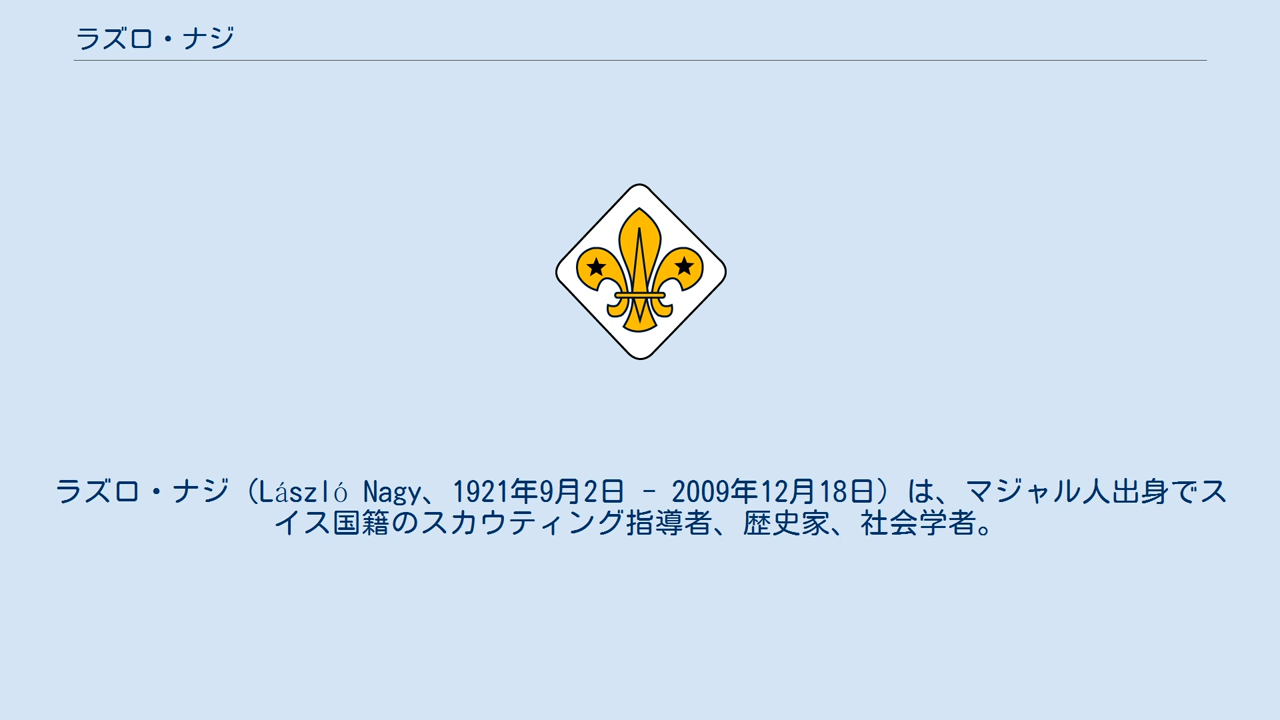 ラズロ・ナジ
ラズロ・ナジ（László Nagy、1921年9月2日 - 2009年12月18日）は、マジャル人出身でス
イス国籍のスカウティング指導者、歴史家、社会学者。